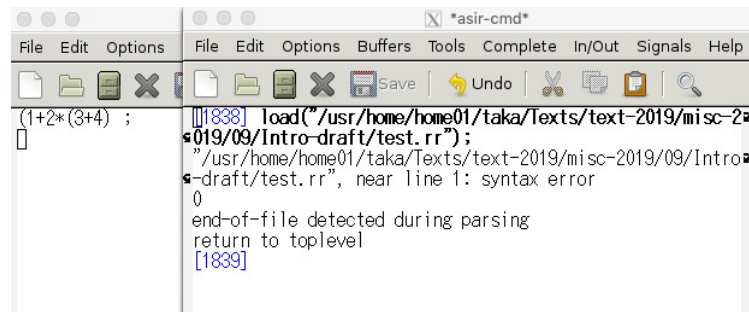 File Edit Options
(1+2*(3+4) ;
*asir-cmd*
File Edit Options Buffers Tools Complete In/Out Signals Help
Save Undo
[1838] load("/usr/home/home01/taka/Texts/text-2019/misc-2
019/09/Intro-draft/test.rr");
"/usr/home/home01/taka/Texts/text-2019/misc-2019/09/Intro
-draft/test.rr", near line 1: syntax error
0
end-of-file detected during parsing
return to toplevel
[1839]